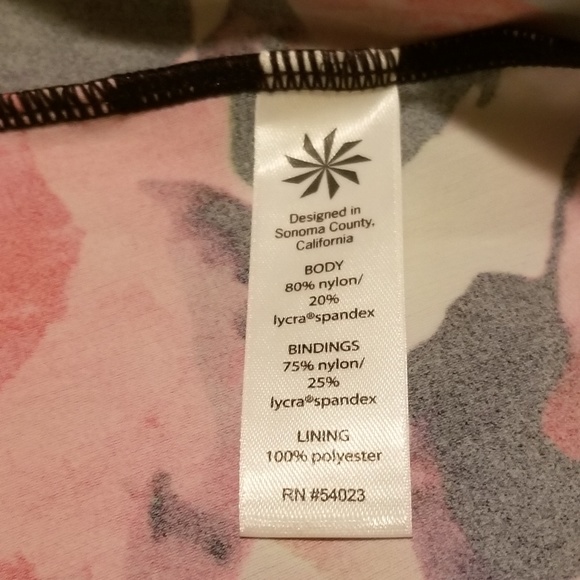 Designed in
Sonoma County,
California
BODY
80% nylon/
20%
lycra®spandex
BINDINGS
75% nylon/
25%
lycra®spandex
LINING
100% polyester
RN #54023